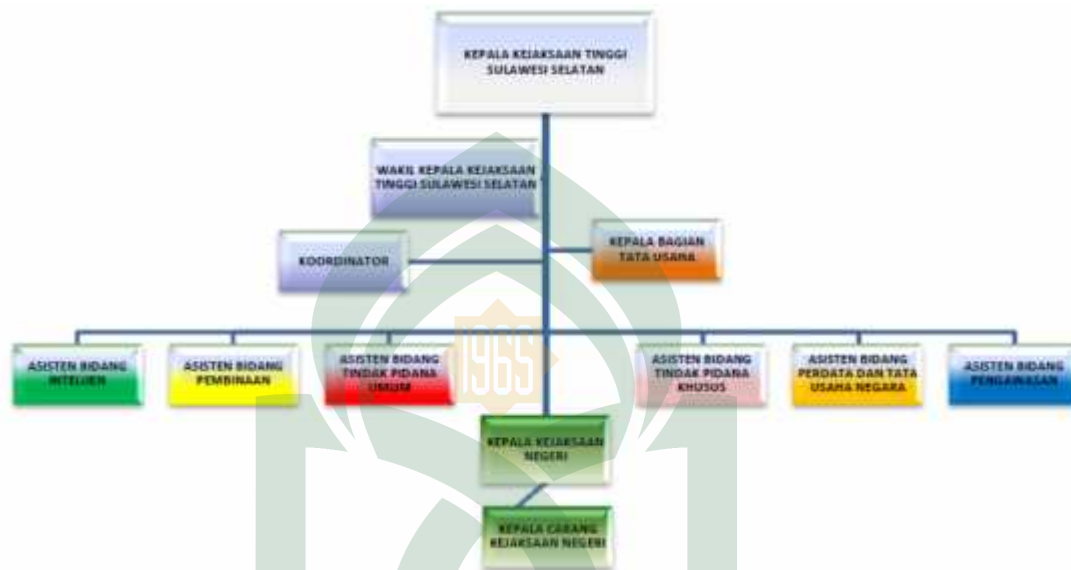 KEPALA KEJAKSAAN TINGGI
SULAWESI SELATAN
WAKIL KEPALA KEJAKSAAN
TINGGI SULAWESI SELATAN
KEPALA BAGIAN
TATA USAHA
KOORDINATOR
1965
ASISTEN BIDANG
INTELIJEN
ASISTEN BIDANG
PEMBINAAN
ASISTEN BIDANG
TINDAK PIDANA
UMUM
ASISTEN BIDANG
TINDAK PIDANA
KHUSUS
ASISTEN BIDANG
PERDATA DAN TATA
USAHA NEGARA
ASISTEN BIDANG
PENGAWASAN
KEPALA KEJAKSAAN
NEGERI
KEPALA CABANG
KEJAKSAAN NEGERI